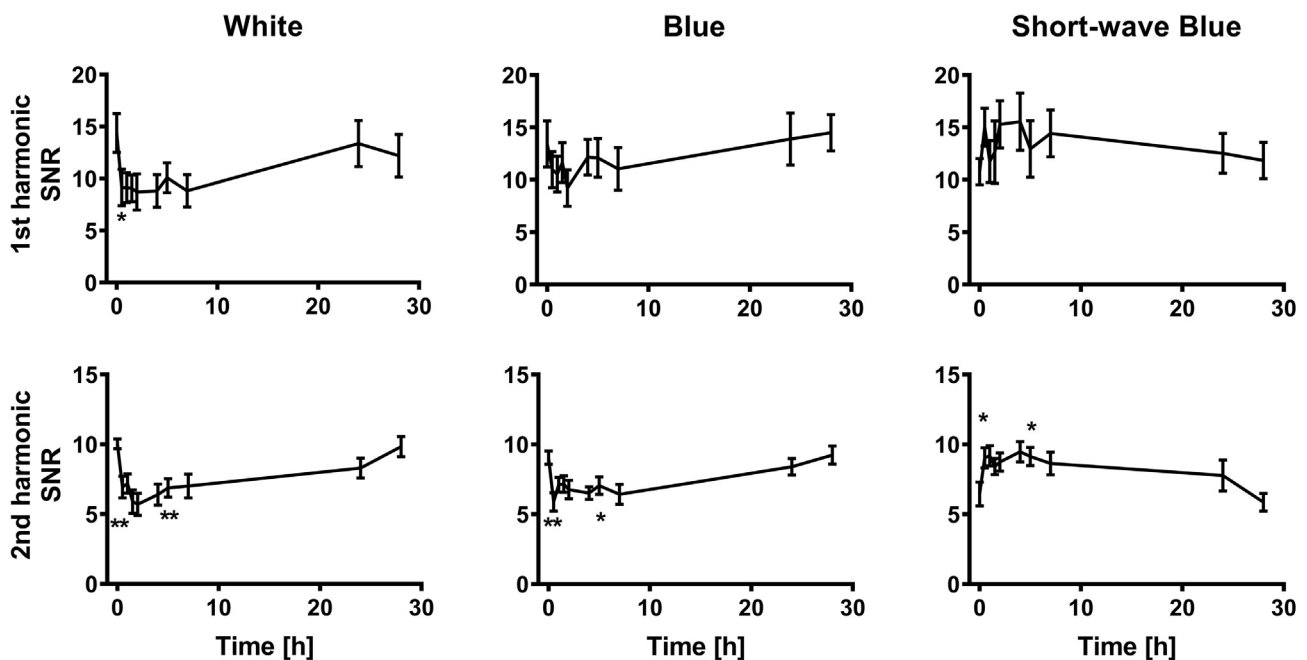 White Blue Short-wave Blue
1st harmonic
SNR
20 20 20
15 15 15
10 10 10
5 5 5
0 0 0
* 
0 10 20 30 0 10 20 30 0 10 20 30
2nd harmonic
SNR
15 15 15
* *
10 10 10
5 5 5
** ** ** *
0 0 0
0 10 20 30 0 10 20 30 0 10 20 30
Time [h] Time [h] Time [h]